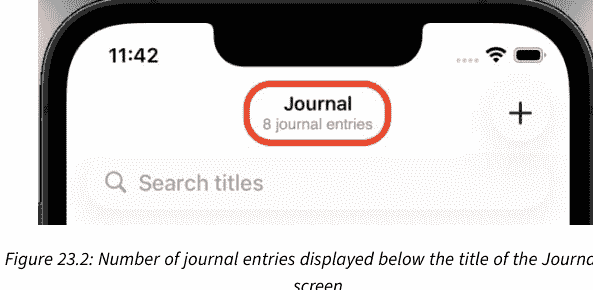 11:42
Journal
8 journal entries
Search titles
Figure 23.2: Number of journal entries displayed below the title of the Journa
screen